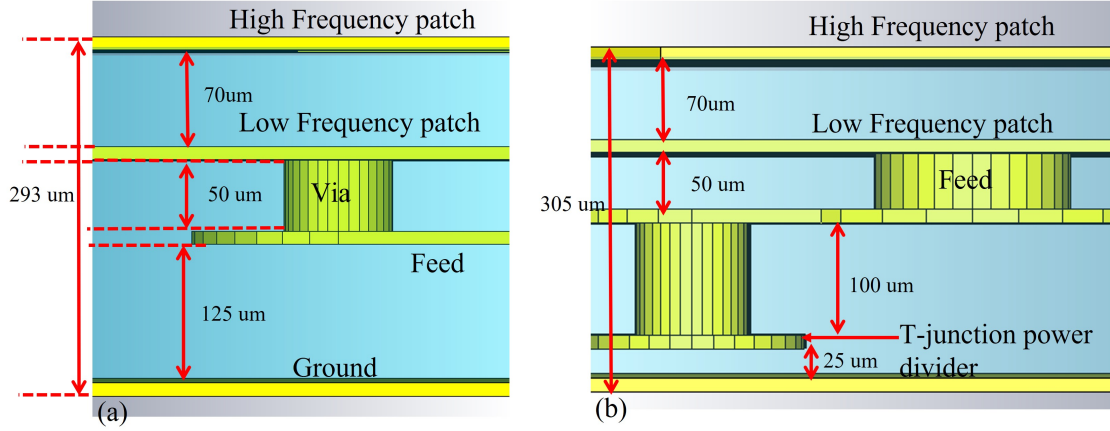 High Frequency patch
70um
Low Frequency patch
293 um
50 um
Via
Feed
125 um
Ground
(a)
High Frequency patch
70um
Low Frequency patch
50 um
Feed
305 um
100 um
T-junction power
divider
25 um
(b)